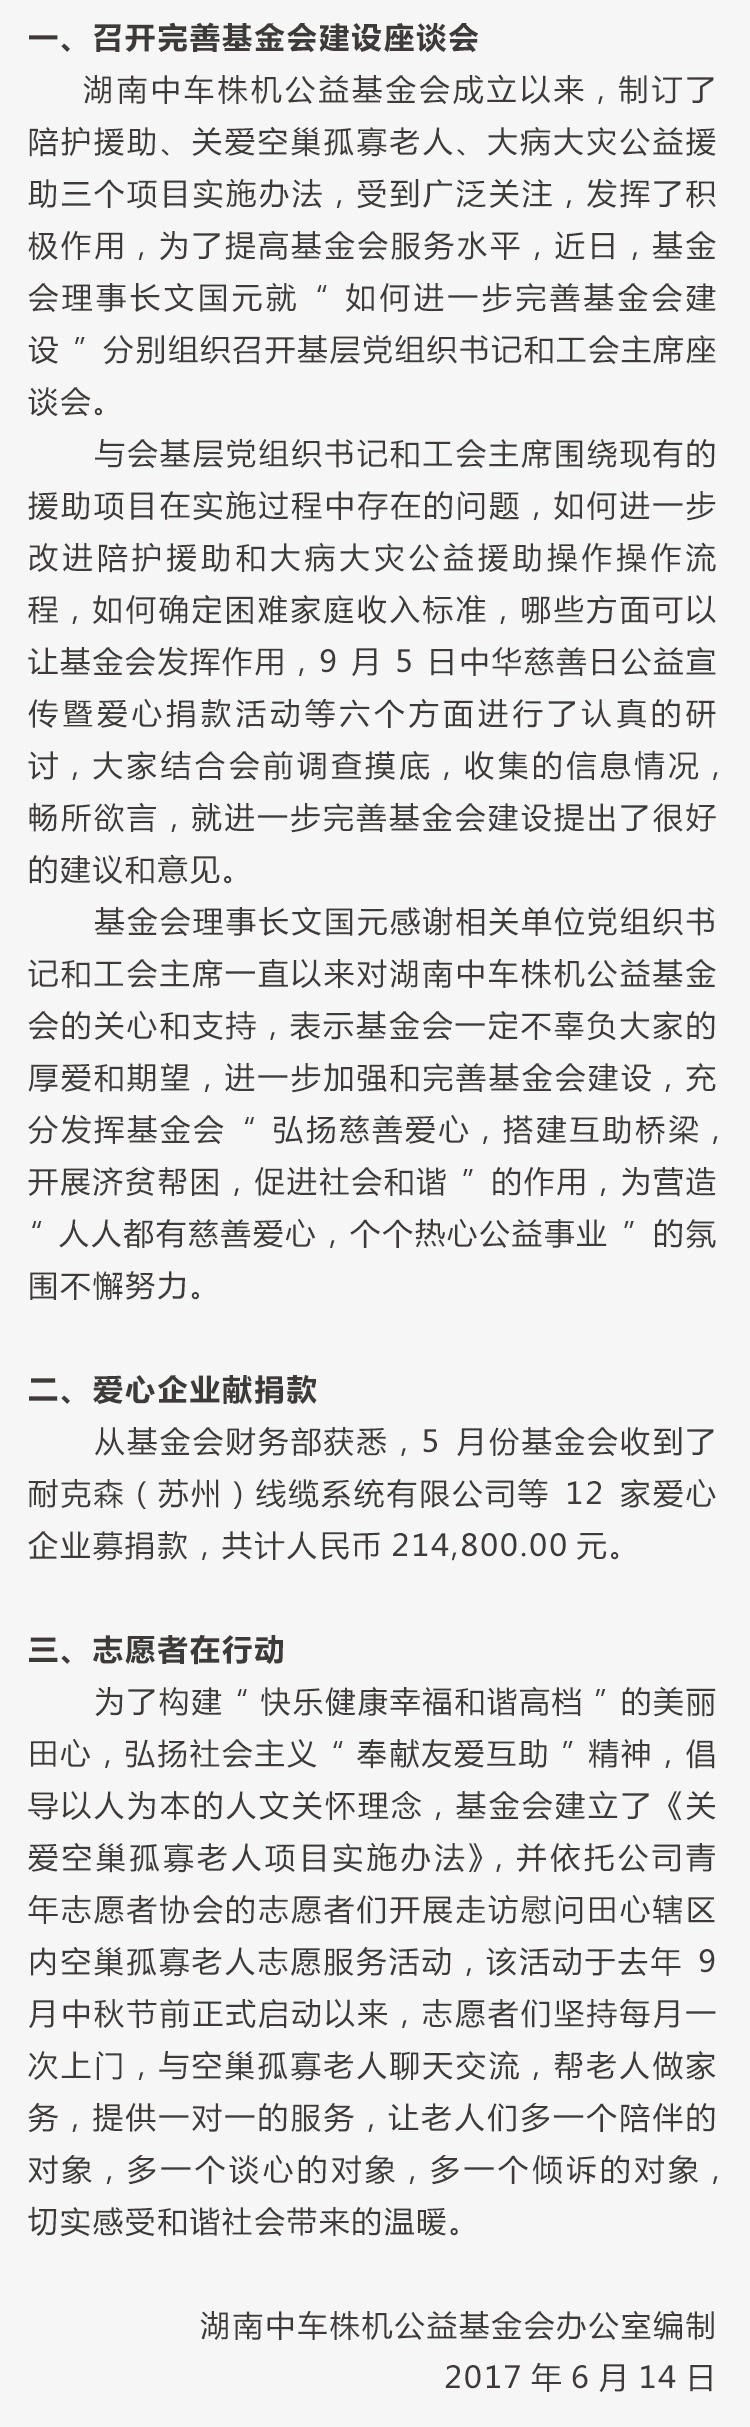 一、召开完善基金会建设座谈会
湖南中车株机公益基金会成立以来，制订了
陪护援助、关爱空巢孤寡老人、大病大灾公益援
助三个项目实施办法，受到广泛关注，发挥了积
极作用，为了提高基金会服务水平，近日，基金
会理事长文国元就“如何进一步完善基金会建
设”分别组织召开基层党组织书记和工会主席座
谈会。
与会基层党组织书记和工会主席围绕现有的
援助项目在实施过程中存在的问题，如何进一步
改进陪护援助和大病大灾公益援助操作操作流
程，如何确定困难家庭收入标准，哪些方面可以
让基金会发挥作用，9 月 5 日中华慈善日公益宣
传暨爱心捐款活动等六个方面进行了认真的研
讨，大家结合会前调查摸底，收集的信息情况，
畅所欲言，就进一步完善基金会建设提出了很好
的建议和意见。
基金会理事长文国元感谢相关单位党组织书
记和工会主席一直以来对湖南中车株机公益基金
会的关心和支持，表示基金会一定不辜负大家的
厚爱和期望，进一步加强和完善基金会建设，充
分发挥基金会“弘扬慈善爱心，搭建互助桥梁，
开展济贫帮困，促进社会和谐”的作用，为营造
“人人都有慈善爱心，个个热心公益事业”的氛
围不懈努力。
二、爱心企业献捐款
从基金会财务部获悉，5 月份基金会收到了
耐克森（苏州）线缆系统有限公司等 12 家爱心
企业募捐款，共计人民币 214,800.00 元。
三、志愿者在行动
为了构建“快乐健康幸福和谐高档”的美丽
田心，弘扬社会主义“奉献友爱互助”精神，倡
导以人为本的人文关怀理念，基金会建立了《关
爱空巢孤寡老人项目实施办法》，并依托公司青
年志愿者协会的志愿者们开展走访慰问田心辖区
内空巢孤寡老人志愿服务活动，该活动于去年 9
月中秋节前正式启动以来，志愿者们坚持每月一
次上门，与空巢孤寡老人聊天交流，帮老人做家
务，提供一对一的服务，让老人们多一个陪伴的
对象，多一个谈心的对象，多一个倾诉的对象，
切实感受和谐社会带来的温暖。
湖南中车株机公益基金会办公室编制
2017 年 6 月 14 日